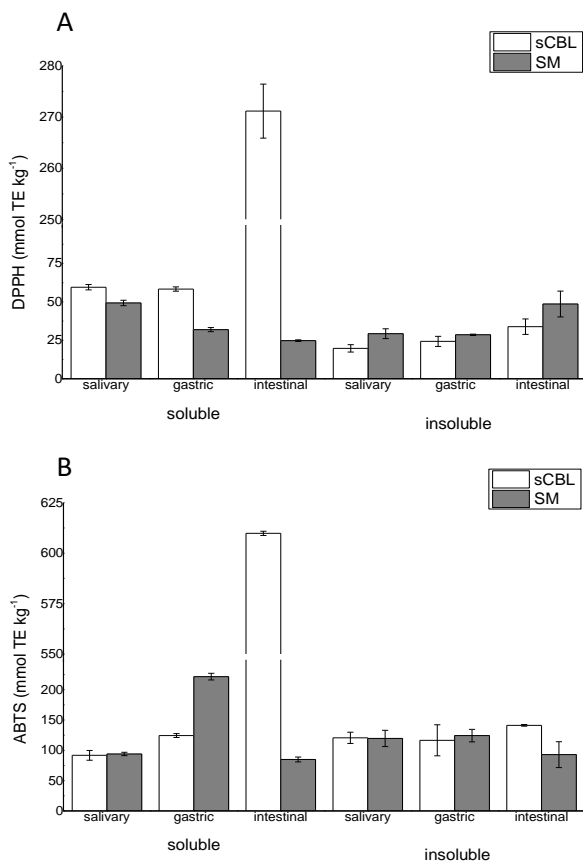 A
sCBL
SM
280
270
260
250
75
50
25
0
DPPH (mmol TE kg⁻¹)
salivary gastric intestinal salivary gastric intestinal
soluble insoluble
B
sCBL
SM
625
600
575
550
200
150
100
50
0
ABTS (mmol TE kg⁻¹)
salivary gastric intestinal salivary gastric intestinal
soluble insoluble